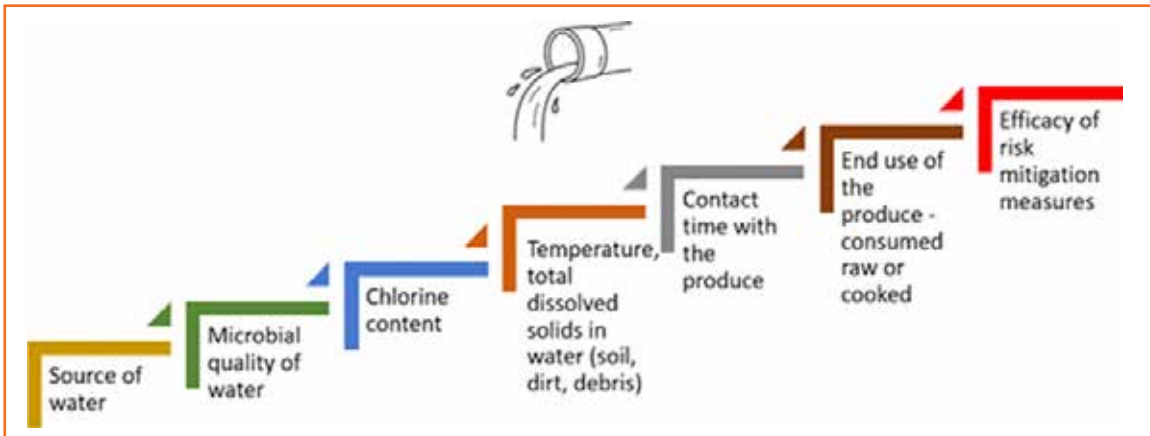 Source of
water
Microbial
quality of
water
Chlorine
content
Temperature,
total
dissolved
solids in
water (soil,
dirt, debris)
Contact
time with
the
produce
End use of
the
produce -
consumed
raw or
cooked
Efficacy of
risk
mitigation
measures